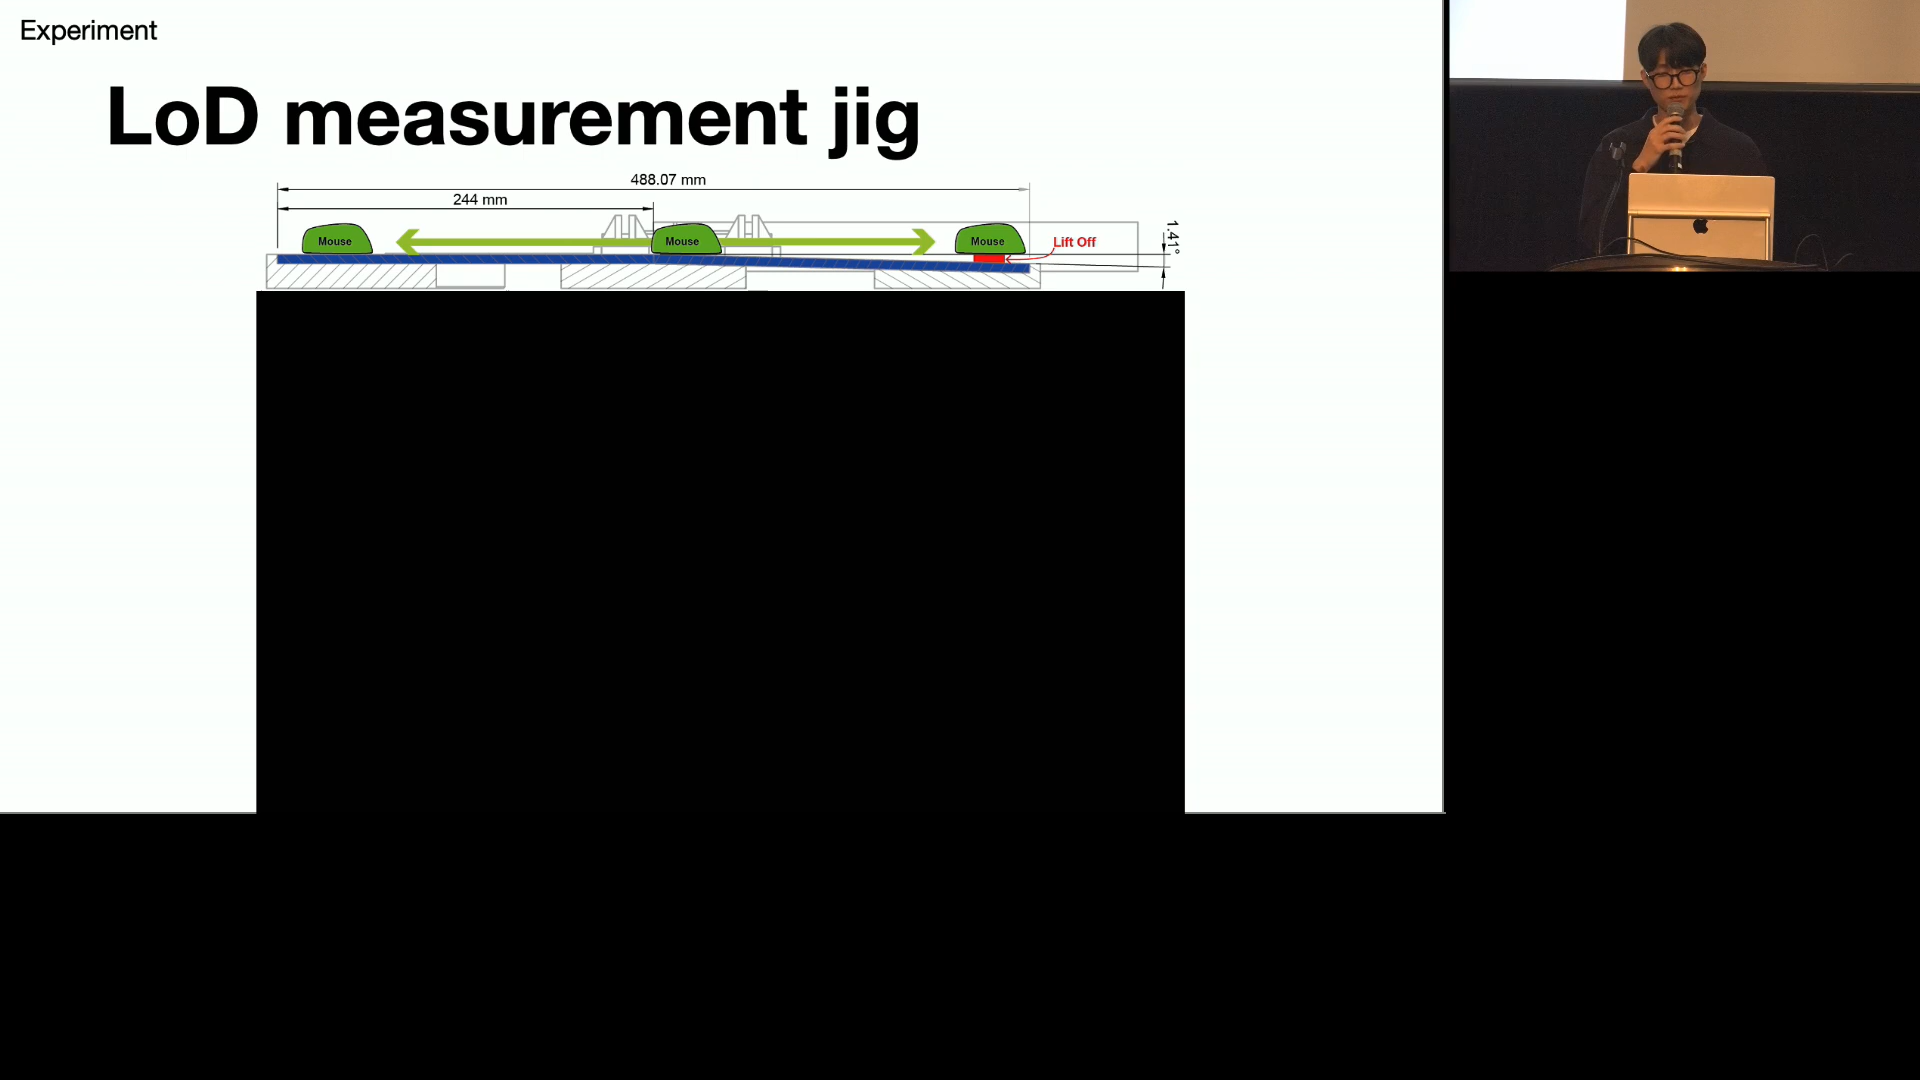 Experiment
LoD measurement jig
488.07 mm
244 mm
Mouse
Mouse
Mouse
Lift Off
1.41°